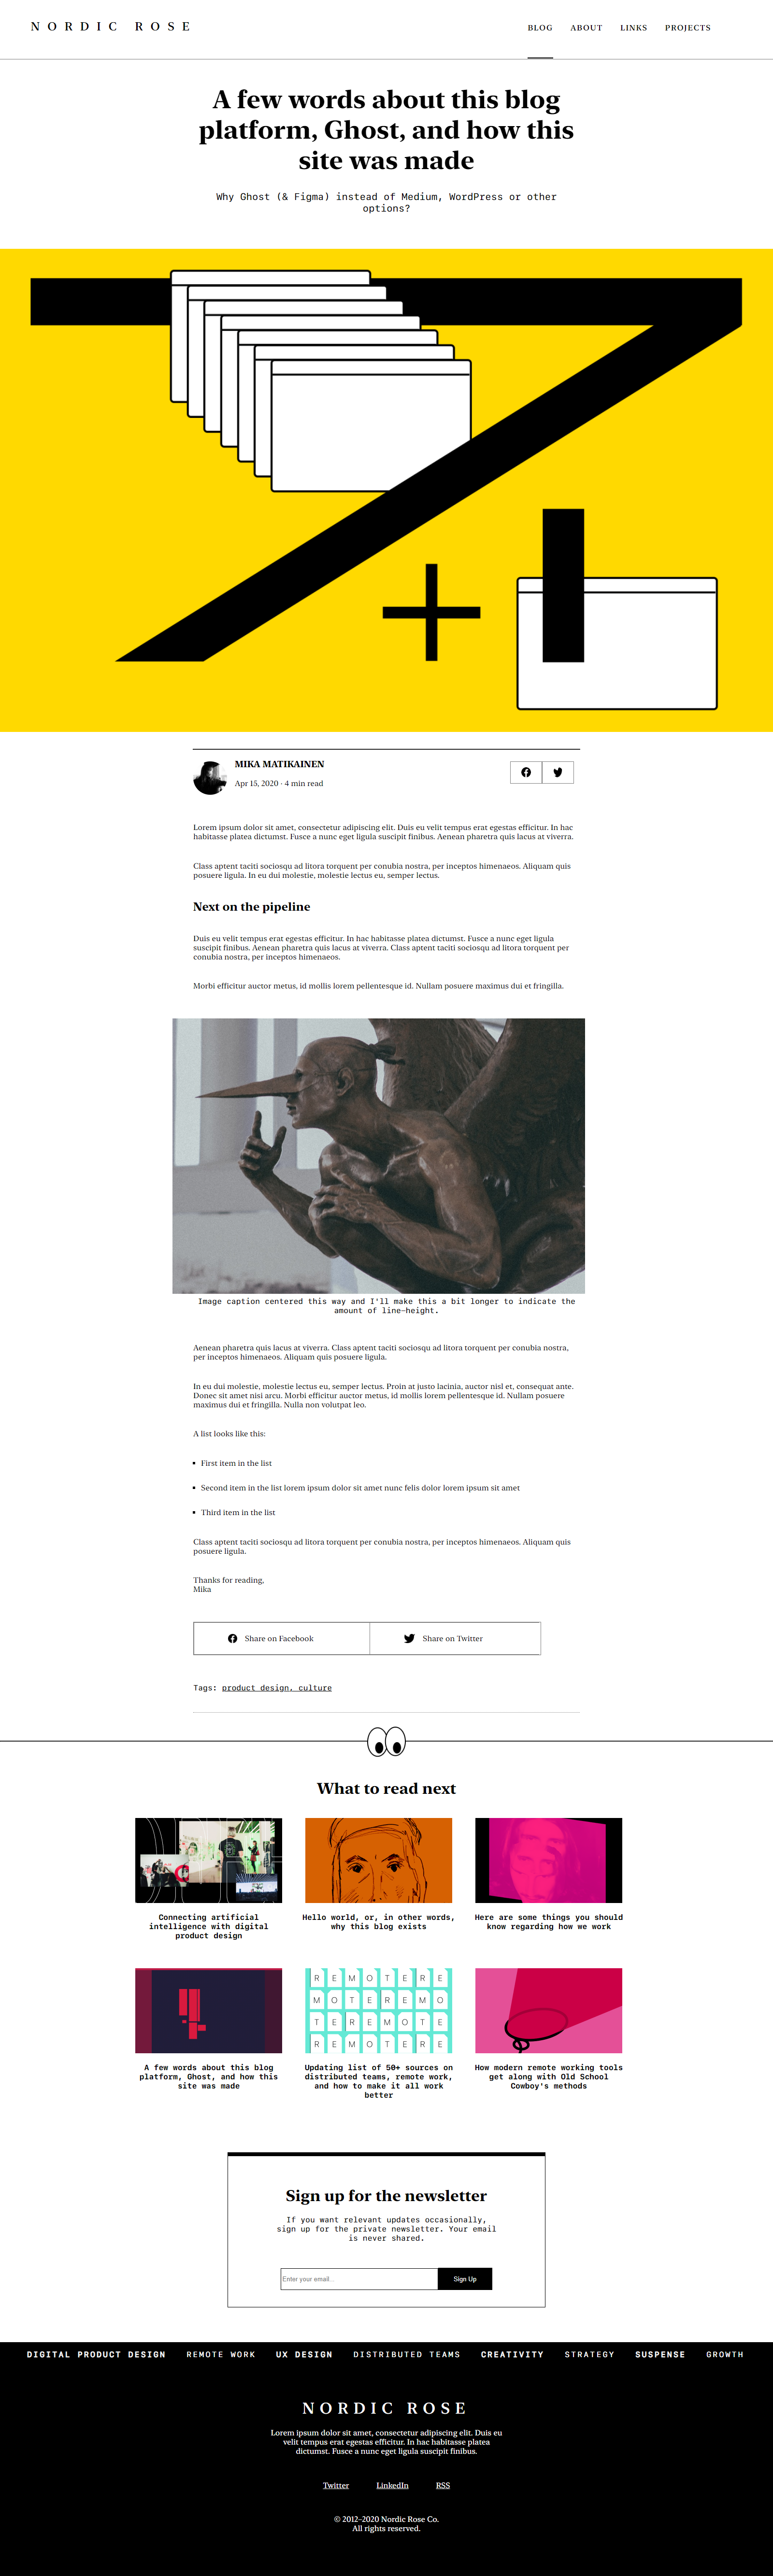 NORDIC ROSE
BLOG ABOUT LINKS PROJECTS
A few words about this blog
platform, Ghost, and how this
site was made
Why Ghost (& Figma) instead of Medium, WordPress or other
options?
MIKA MATIKAINEN
Apr 15, 2020 · 4 min read
Lorem ipsum dolor sit amet, consectetur adipiscing elit. Duis eu velit tempus erat egestas efficitur. In hac
habitasse platea dictumst. Fusce a nunc eget ligula suscipit finibus. Aenean pharetra quis lacus at viverra.
Class aptent taciti sociosqu ad litora torquent per conubia nostra, per inceptos himenaeos. Aliquam quis
posuere ligula. In eu dui molestie, molestie lectus eu, semper lectus.
Next on the pipeline
Duis eu velit tempus erat egestas efficitur. In hac habitasse platea dictumst. Fusce a nunc eget ligula
suscipit finibus. Aenean pharetra quis lacus at viverra. Class aptent taciti sociosqu ad litora torquent per
conubia nostra, per inceptos himenaeos.
Morbi efficitur auctor metus, id mollis lorem pellentesque id. Nullam posuere maximus dui et fringilla.
Image caption centered this way and I'll make this a bit longer to indicate the
amount of line-height.
Aenean pharetra quis lacus at viverra. Class aptent taciti sociosqu ad litora torquent per conubia nostra,
per inceptos himenaeos. Aliquam quis posuere ligula.
In eu dui molestie, molestie lectus eu, semper lectus. Proin at justo lacinia, auctor nisl et, consequat ante.
Donec sit amet nisi arcu. Morbi efficitur auctor metus, id mollis lorem pellentesque id. Nullam posuere
maximus dui et fringilla. Nulla non volutpat leo.
A list looks like this:
First item in the list
Second item in the list lorem ipsum dolor sit amet nunc felis dolor lorem ipsum sit amet
Third item in the list
Class aptent taciti sociosqu ad litora torquent per conubia nostra, per inceptos himenaeos. Aliquam quis
posuere ligula.
Thanks for reading,
Mika
Share on Facebook
Share on Twitter
Tags: product design, culture
What to read next
Connecting artificial
intelligence with digital
product design
Hello world, or, in other words,
why this blog exists
Here are some things you should
know regarding how we work
R E M O T E R E
M O T E R E M O
T E R E M O T E
R E M O T E R E
A few words about this blog
platform, Ghost, and how this
site was made
Updating list of 50+ sources on
distributed teams, remote work,
and how to make it all work
better
How modern remote working tools
get along with Old School
Cowboy's methods
Sign up for the newsletter
If you want relevant updates occasionally,
sign up for the private newsletter. Your email
is never shared.
Enter your email...
Sign Up
DIGITAL PRODUCT DESIGN REMOTE WORK UX DESIGN DISTRIBUTED TEAMS CREATIVITY STRATEGY SUSPENSE GROWTH
NORDIC ROSE
Lorem ipsum dolor sit amet, consectetur adipiscing elit. Duis eu
velit tempus erat egestas efficitur. In hac habitasse platea
dictumst. Fusce a nunc eget ligula suscipit finibus.
Twitter LinkedIn RSS
© 2012–2020 Nordic Rose Co.
All rights reserved.